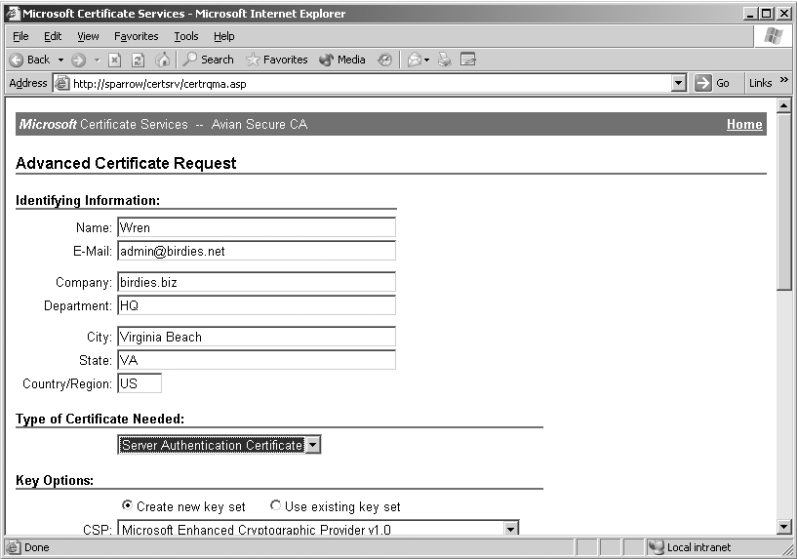 Microsoft Certificate Services - Microsoft Internet Explorer
File Edit View Favorites Tools Help
Back Search Favorites Media
Address http://sparrow/certsrv/certrqma.asp Go Links »
Microsoft Certificate Services -- Avian Secure CA Home
Advanced Certificate Request
Identifying Information:
Name: Wren
E-Mail: admin@birdies.net
Company: birdies.biz
Department: HQ
City: Virginia Beach
State: VA
Country/Region: US
Type of Certificate Needed:
Server Authentication Certificate
Key Options:
Create new key set Use existing key set
CSP: Microsoft Enhanced Cryptographic Provider v1.0
Done Local intranet